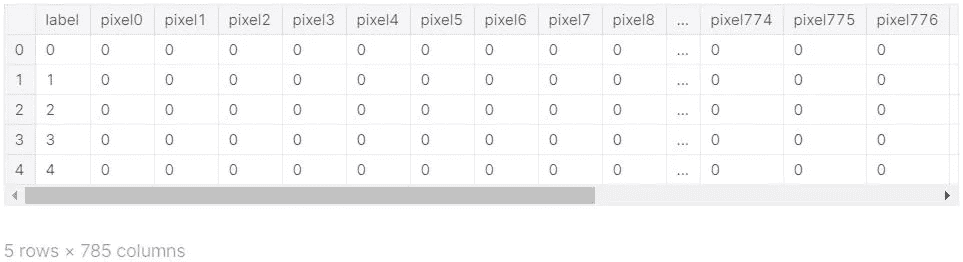 label pixel0 pixel1 pixel2 pixel3 pixel4 pixel5 pixel6 pixel7 pixel8 ... pixel774 pixel775 pixel776
0 0 0 0 0 0 0 0 0 0 0 ... 0 0 0
1 1 0 0 0 0 0 0 0 0 0 ... 0 0 0
2 2 0 0 0 0 0 0 0 0 0 ... 0 0 0
3 3 0 0 0 0 0 0 0 0 0 ... 0 0 0
4 4 0 0 0 0 0 0 0 0 0 ... 0 0 0
5 rows × 785 columns